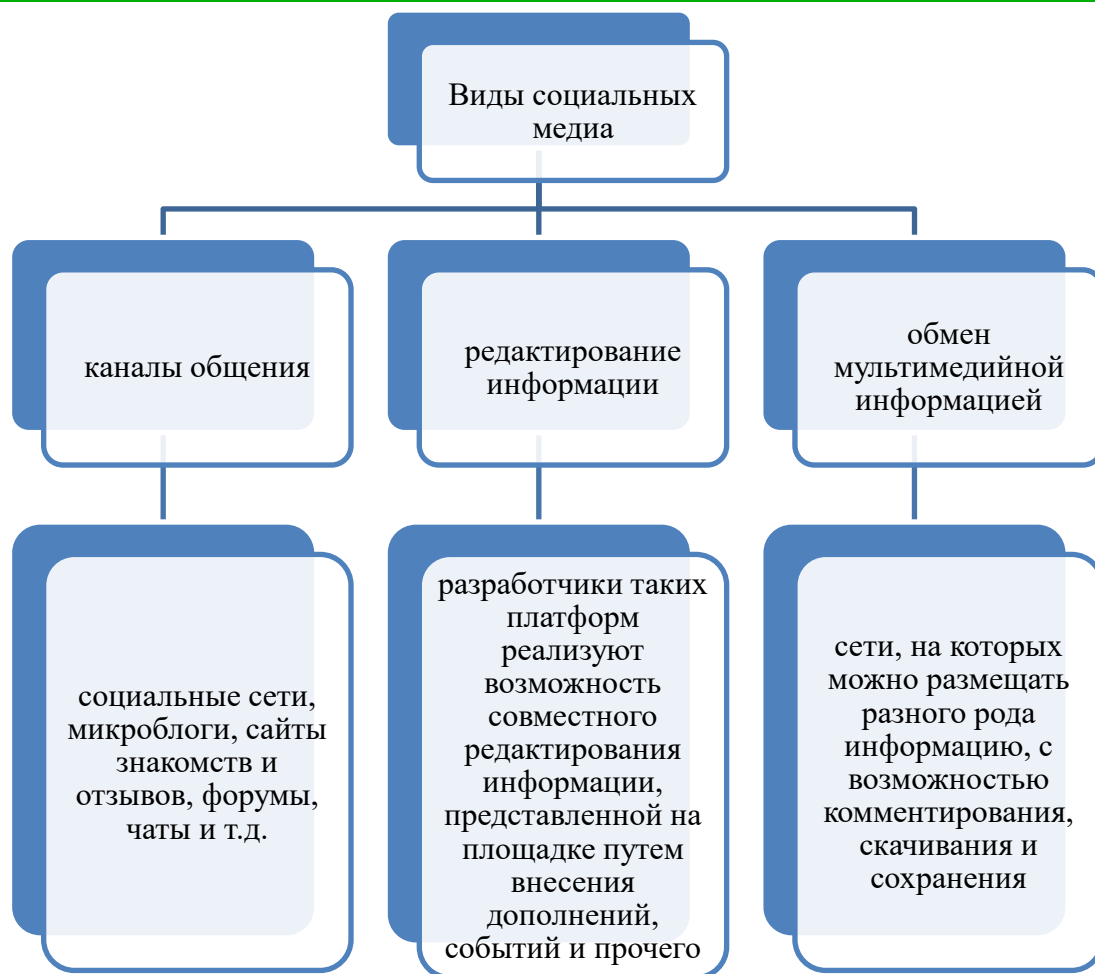 Виды социальных
медиа
каналы общения
редактирование
информации
обмен
мультимедийной
информацией
социальные сети,
микроблоги, сайты
знакомств и
отзывов, форумы,
чаты и т.д.
разработчики таких
платформ
реализуют
возможность
совместного
редактирования
информации,
представленной на
площадке путем
внесения
дополнений,
событий и прочего
сети, на которых
можно размещать
разного рода
информацию, с
возможностью
комментирования,
скачивания и
сохранения